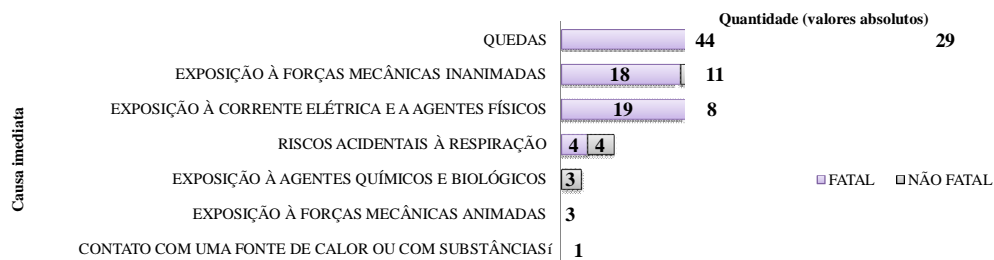 Quantidade (valores absolutos)
QUEDAS 44 29
EXPOSIÇÃO À FORÇAS MECÂNICAS INANIMADAS 18 11
EXPOSIÇÃO À CORRENTE ELÉTRICA E A AGENTES FÍSICOS 19 8
RISCOS ACIDENTAIS À RESPIRAÇÃO 4 4
EXPOSIÇÃO À AGENTES QUÍMICOS E BIOLÓGICOS 3
FATAL NÃO FATAL
EXPOSIÇÃO À FORÇAS MECÂNICAS ANIMADAS 3
CONTATO COM UMA FONTE DE CALOR OU COM SUBSTÂNCIASí 1
Causa imediata